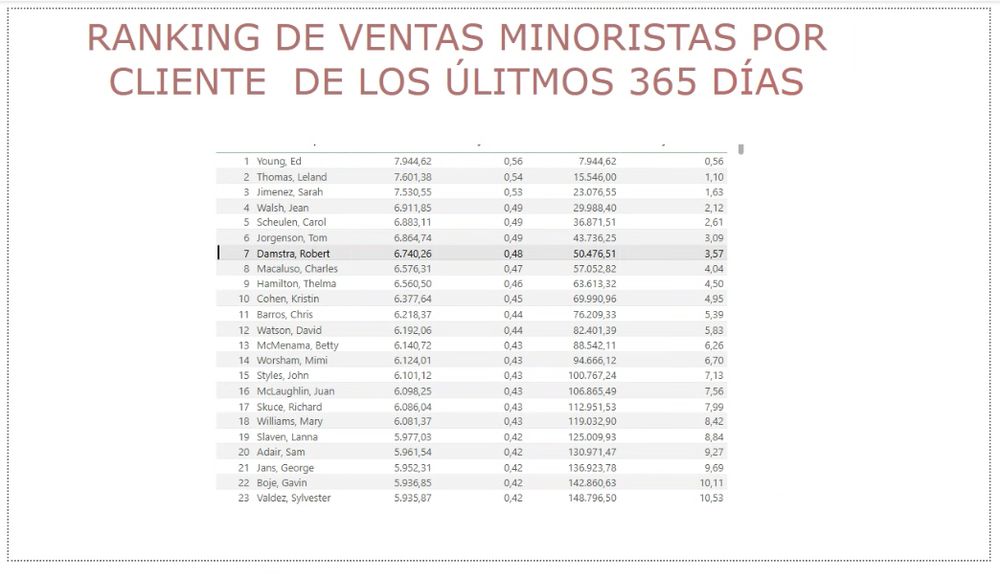 RANKING DE VENTAS MINORISTAS POR
CLIENTE DE LOS ÚLITMOS 365 DÍAS
1 Young, Ed 7.944,62 0,56 7.944,62 0,56
2 Thomas, Leland 7.601,38 0,54 15.546,00 1,10
3 Jimenez, Sarah 7.530,55 0,53 23.076,55 1,63
4 Walsh, Jean 6.911,85 0,49 29.988,40 2,12
5 Scheulen, Carol 6.883,11 0,49 36.871,51 2,61
6 Jorgenson, Tom 6.864,74 0,49 43.736,25 3,09
7 Damstra, Robert 6.740,26 0,48 50.476,51 3,57
8 Macaluso, Charles 6.576,31 0,47 57.052,82 4,04
9 Hamilton, Thelma 6.560,50 0,46 63.613,32 4,50
10 Cohen, Kristin 6.377,64 0,45 69.990,96 4,95
11 Barros, Chris 6.218,37 0,44 76.209,33 5,39
12 Watson, David 6.192,06 0,44 82.401,39 5,83
13 McMenama, Betty 6.140,72 0,43 88.542,11 6,26
14 Worsham, Mimi 6.124,01 0,43 94.666,12 6,70
15 Styles, John 6.101,12 0,43 100.767,24 7,13
16 McLaughlin, Juan 6.098,25 0,43 106.865,49 7,56
17 Skuce, Richard 6.086,04 0,43 112.951,53 7,99
18 Williams, Mary 6.081,37 0,43 119.032,90 8,42
19 Slaven, Lanna 5.977,03 0,42 125.009,93 8,84
20 Adair, Sam 5.961,54 0,42 130.971,47 9,27
21 Jans, George 5.952,31 0,42 136.923,78 9,69
22 Boje, Gavin 5.936,85 0,42 142.860,63 10,11
23 Valdez, Sylvester 5.935,87 0,42 148.796,50 10,53